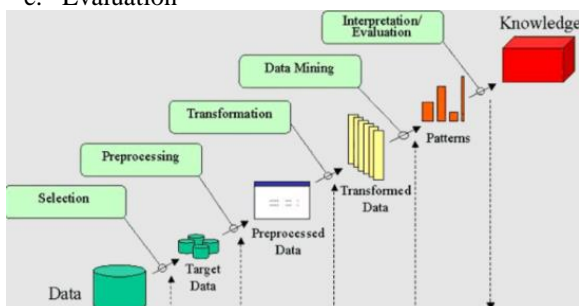 e. Evaluation
Interpretation/
Evaluation
Knowledge
Data Mining
Patterns
Transformation
Transformed
Data
Preprocessing
Preprocessed
Data
Selection
Target
Data
Data